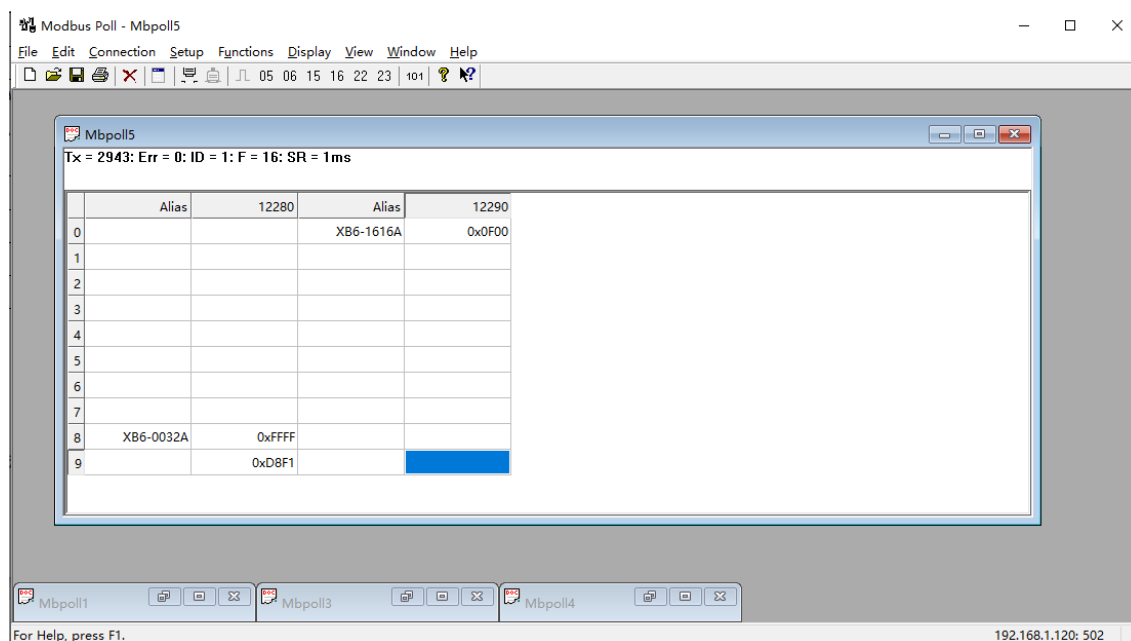 Modbus Poll - Mbpoll5
File Edit Connection Setup Functions Display View Window Help
05 06 15 16 22 23 101
Mbpoll5
Tx = 2943: Err = 0: ID = 1: F = 16: SR = 1ms
Alias 12280 Alias 12290
0 XB6-1616A 0x0F00
1
2
3
4
5
6
7
8 XB6-0032A 0xFFFF
9 0xD8F1
Mbpoll1 Mbpoll3 Mbpoll4
For Help, press F1. 192.168.1.120: 502